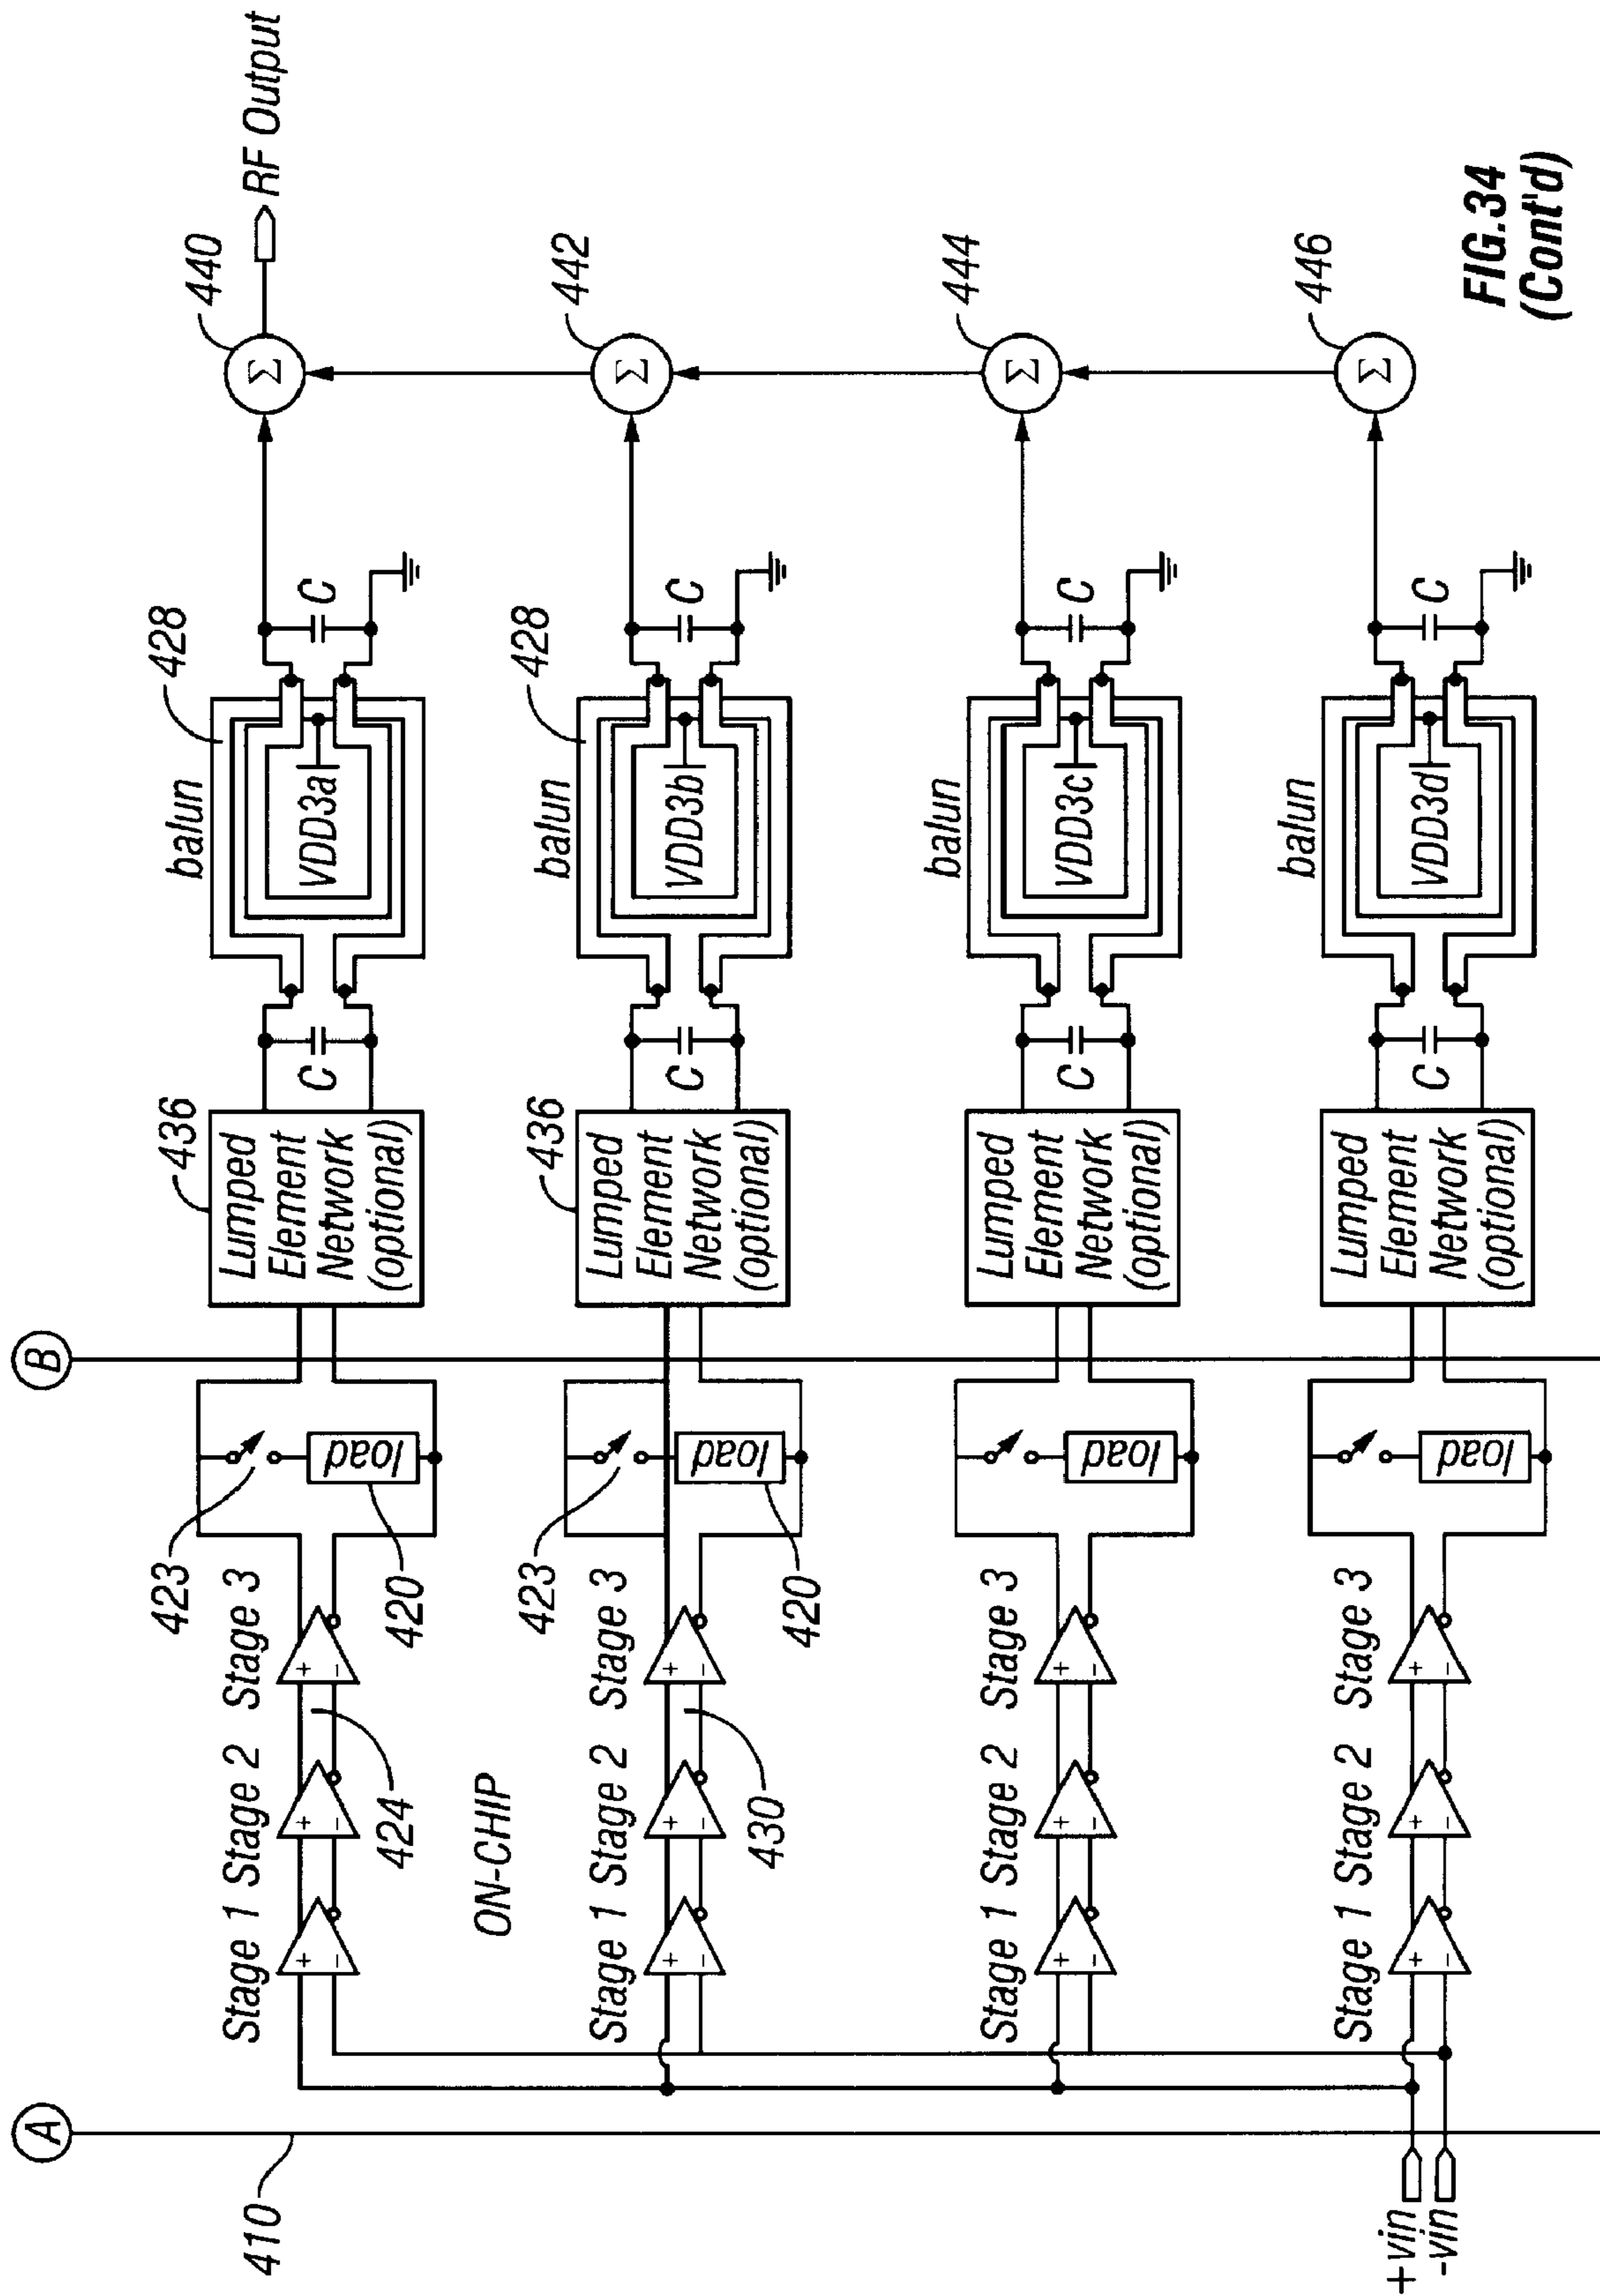 A
B
410
RF Output
440
428
balun
436
423
Stage 1 Stage 2 Stage 3
+
-
+
-
+
-
load
Lumped
Element
Network
(optional)
C
VDD3a
C
Σ
424
420
ON-CHIP
442
428
balun
436
423
Stage 1 Stage 2 Stage 3
+
-
+
-
+
-
load
Lumped
Element
Network
(optional)
C
VDD3b
C
Σ
430
420
444
balun
Stage 1 Stage 2 Stage 3
+
-
+
-
+
-
load
Lumped
Element
Network
(optional)
C
VDD3c
C
Σ
446
balun
Stage 1 Stage 2 Stage 3
+vin
-vin
+
-
+
-
+
-
load
Lumped
Element
Network
(optional)
C
VDD3d
C
Σ
FIG.34
(Cont'd)